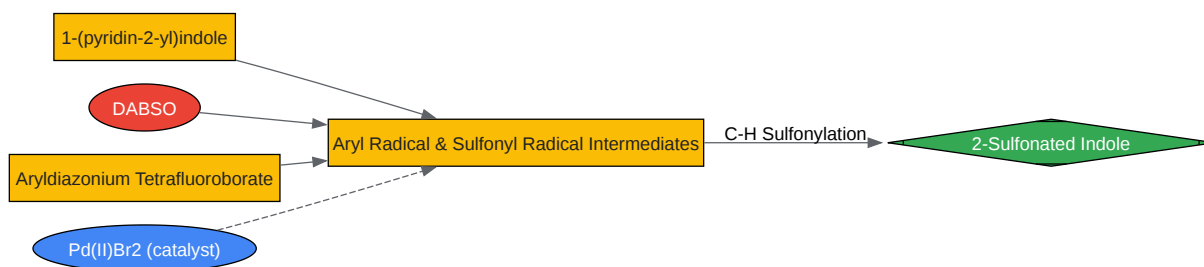 1-(pyridin-2-yl)indole
DABSO
Aryldiazonium Tetrafluoroborate
Pd(II)Br2 (catalyst)
Aryl Radical & Sulfonyl Radical Intermediates
C-H Sulfonylation
2-Sulfonated Indole